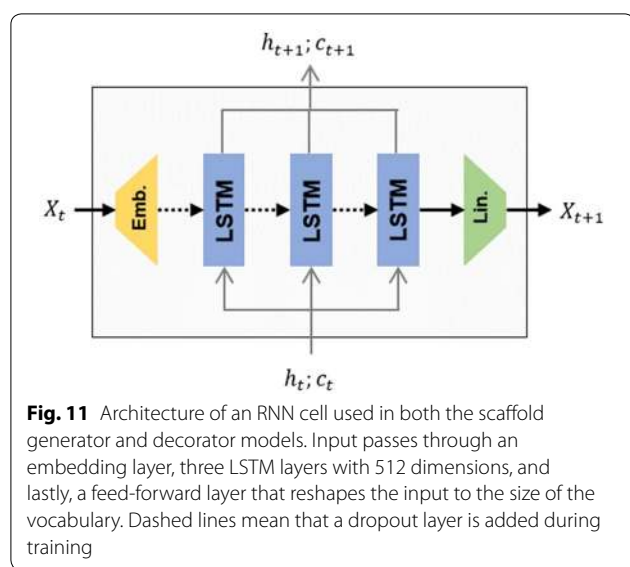 h_{t+1}; c_{t+1}
X_t
Emb.
LSTM
LSTM
LSTM
Lin.
X_{t+1}
h_t; c_t
Fig. 11 Architecture of an RNN cell used in both the scaffold
generator and decorator models. Input passes through an
embedding layer, three LSTM layers with 512 dimensions, and
lastly, a feed-forward layer that reshapes the input to the size of the
vocabulary. Dashed lines mean that a dropout layer is added during
training